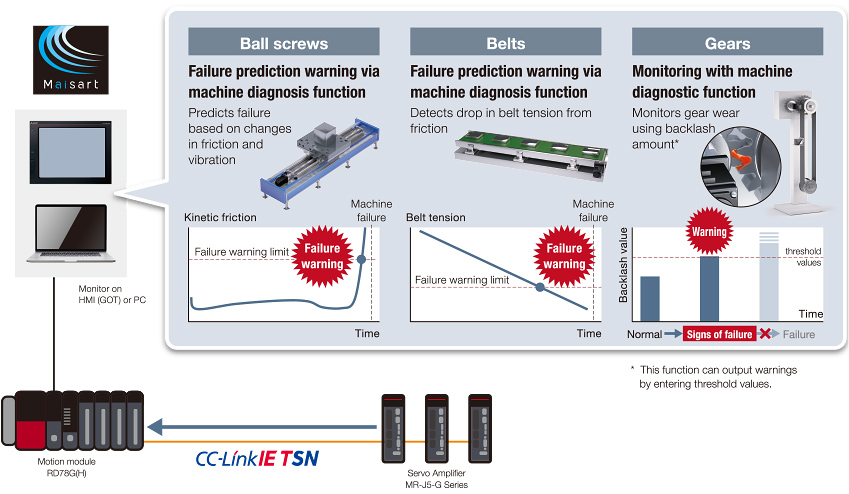 Maisart
Monitor on
HMI (GOT) or PC
Ball screws
Failure prediction warning via
machine diagnosis function
Predicts failure
based on changes
in friction and
vibration
Kinetic friction
Machine
failure
Failure warning limit
Failure
warning
Time
Belts
Failure prediction warning via
machine diagnosis function
Detects drop in belt tension from
friction
Belt tension
Machine
failure
Failure warning limit
Failure
warning
Time
Gears
Monitoring with machine
diagnostic function
Monitors gear wear
using backlash
amount*
Backlash value
Warning
threshold
values
Time
Normal
Signs of failure
Failure
* This function can output warnings
by entering threshold values.
Motion module
RD78G(H)
CC-Link IE TSN
Servo Amplifier
MR-J5-G Series